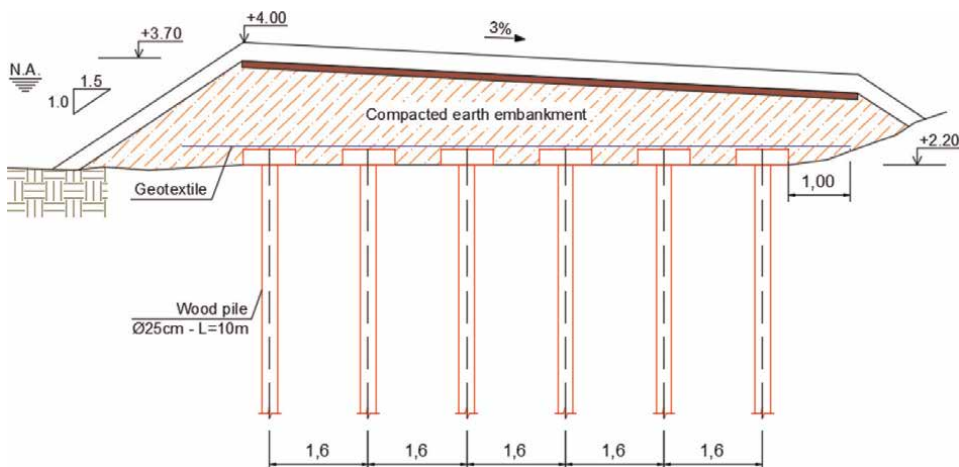 +4.00
3%
+3.70
N.A.
1.5
1.0
Compacted earth embankment
+2.20
Geotextile
1,00
Wood pile
Ø25cm - L=10m
1,6
1,6
1,6
1,6
1,6